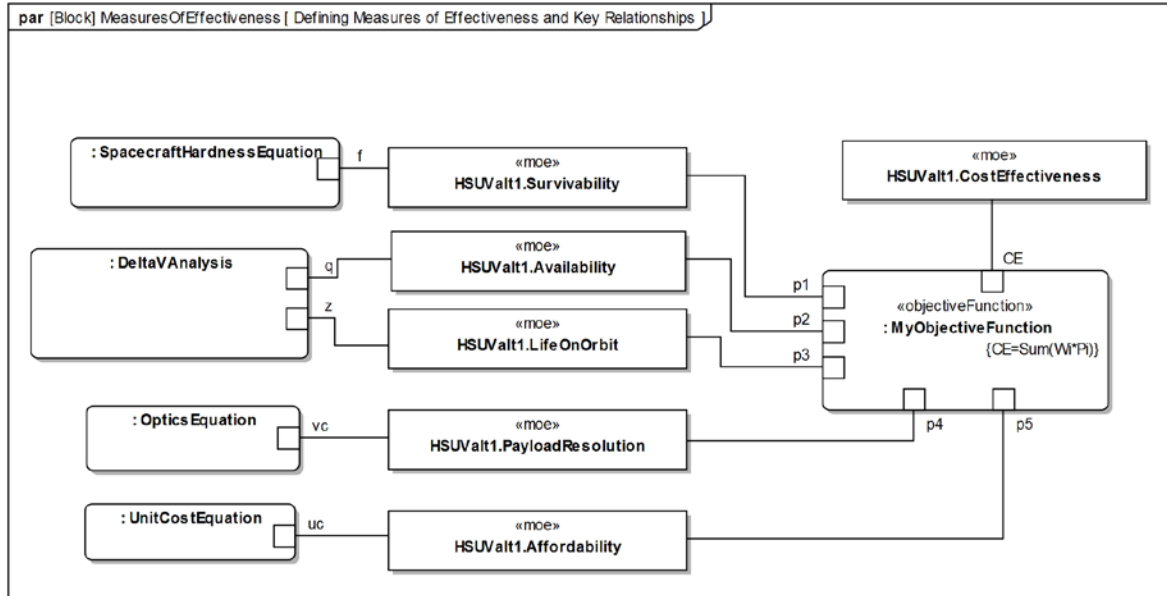 par [Block] MeasuresOfEffectiveness [ Defining Measures of Effectiveness and Key Relationships ]
: SpacecraftHardnessEquation
f
«moe»
HSUValt1.Survivability
«moe»
HSUValt1.CostEffectiveness
: DeltaVAnalysis
q
z
«moe»
HSUValt1.Availability
«moe»
HSUValt1.LifeOnOrbit
CE
p1
p2
p3
«objectiveFunction»
: MyObjectiveFunction
{CE=Sum(Wi*Pi)}
p4
p5
: OpticsEquation
vc
«moe»
HSUValt1.PayloadResolution
: UnitCostEquation
uc
«moe»
HSUValt1.Affordability